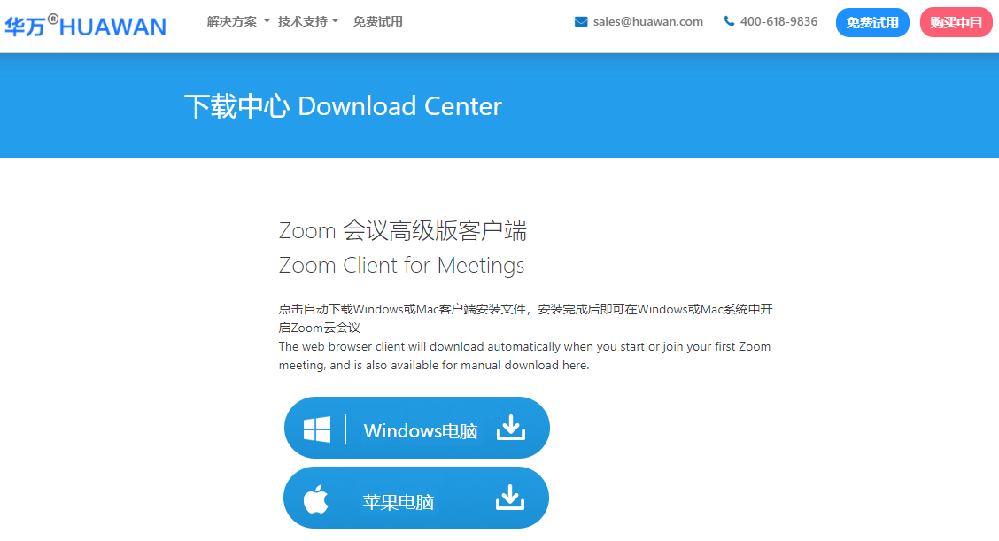 华万®HUAWAN
解决方案 技术支持 免费试用
sales@huawan.com 400-618-9836 免费试用 购买中目
下载中心 Download Center
Zoom 会议高级版客户端
Zoom Client for Meetings
点击自动下载Windows或Mac客户端安装文件，安装完成后即可在Windows或Mac系统中开
启Zoom云会议
The web browser client will download automatically when you start or join your first Zoom
meeting, and is also available for manual download here.
Windows电脑
苹果电脑